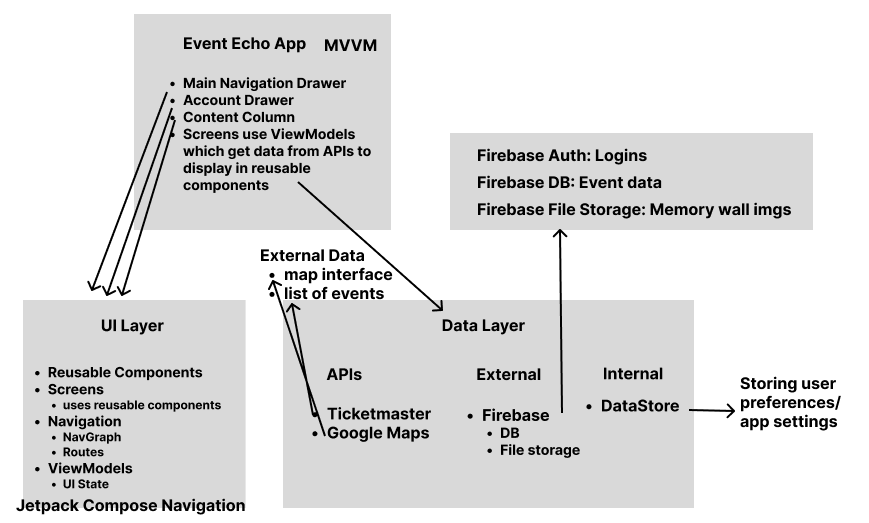 Event Echo App MVVM
• Main Navigation Drawer
• Account Drawer
• Content Column
• Screens use ViewModels
which get data from APIs to
display in reusable
components
Firebase Auth: Logins
Firebase DB: Event data
Firebase File Storage: Memory wall imgs
External Data
• map interface
• list of events
UI Layer
• Reusable Components
• Screens
• uses reusable components
• Navigation
• NavGraph
• Routes
• ViewModels
• UI State
Jetpack Compose Navigation
Data Layer
APIs
• Ticketmaster
• Google Maps
External
• Firebase
• DB
• File storage
Internal
• DataStore
Storing user
preferences/
app settings